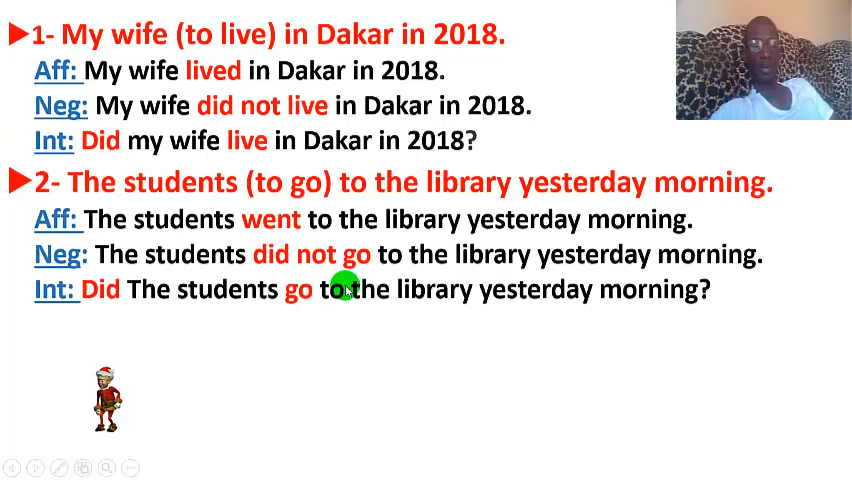 1- My wife (to live) in Dakar in 2018.
Aff: My wife lived in Dakar in 2018.
Neg: My wife did not live in Dakar in 2018.
Int: Did my wife live in Dakar in 2018?
2- The students (to go) to the library yesterday morning.
Aff: The students went to the library yesterday morning.
Neg: The students did not go to the library yesterday morning.
Int: Did The students go to the library yesterday morning?